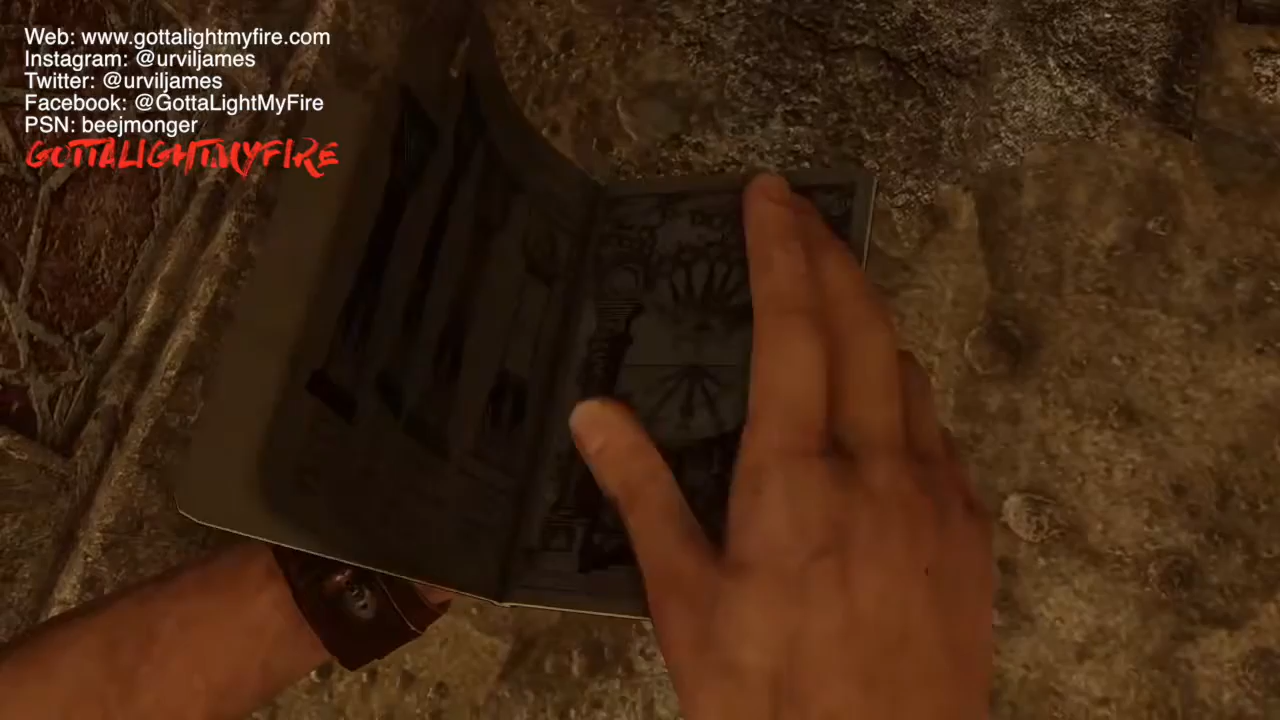 Web: www.gottalightmyfire.com
Instagram: @urviljames
Twitter: @urviljames
Facebook: @GottaLightMyFire
PSN: beejmonger
GOTTALIGHTMYFIRE